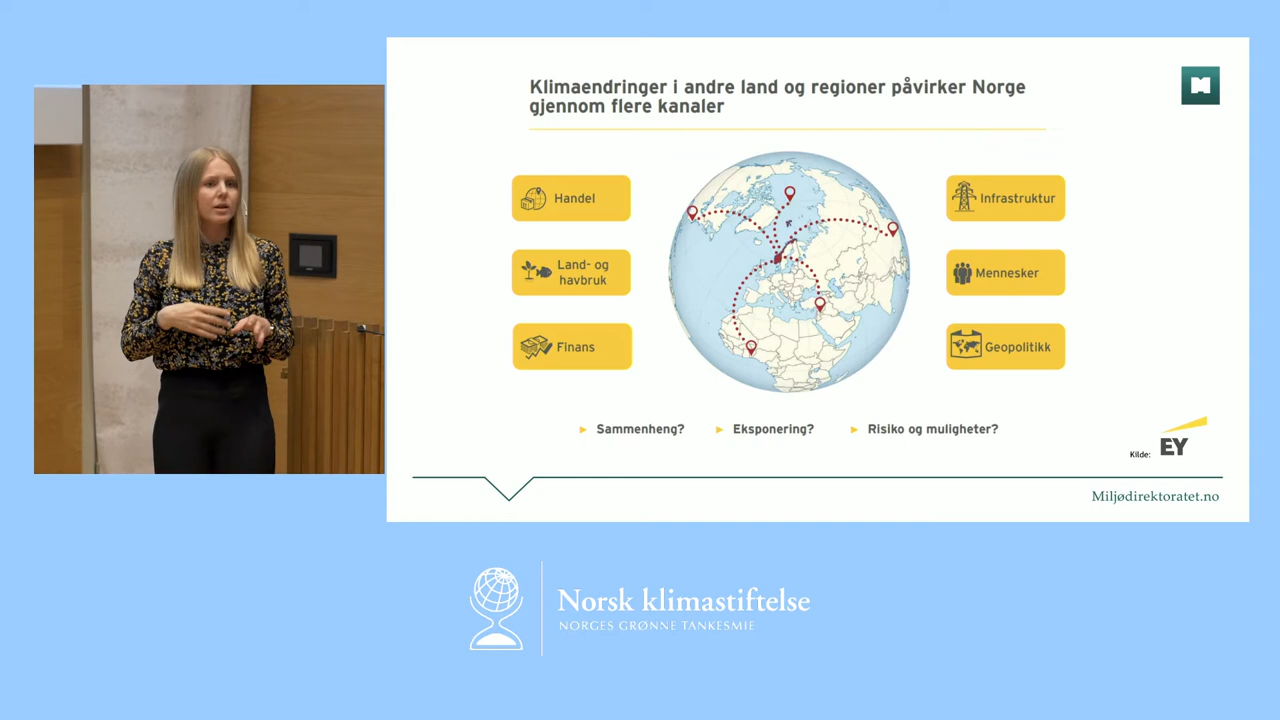 Klimaendringer i andre land og regioner påvirker Norge
gjennom flere kanaler
Handel
Land- og
havbruk
Finans
Infrastruktur
Mennesker
Geopolitikk
Sammenheng?
Eksponering?
Risiko og muligheter?
Kilde:
EY
Miljødirektoratet.no
Norsk klimastiftelse
NORGES GRØNNE TANKESMIE